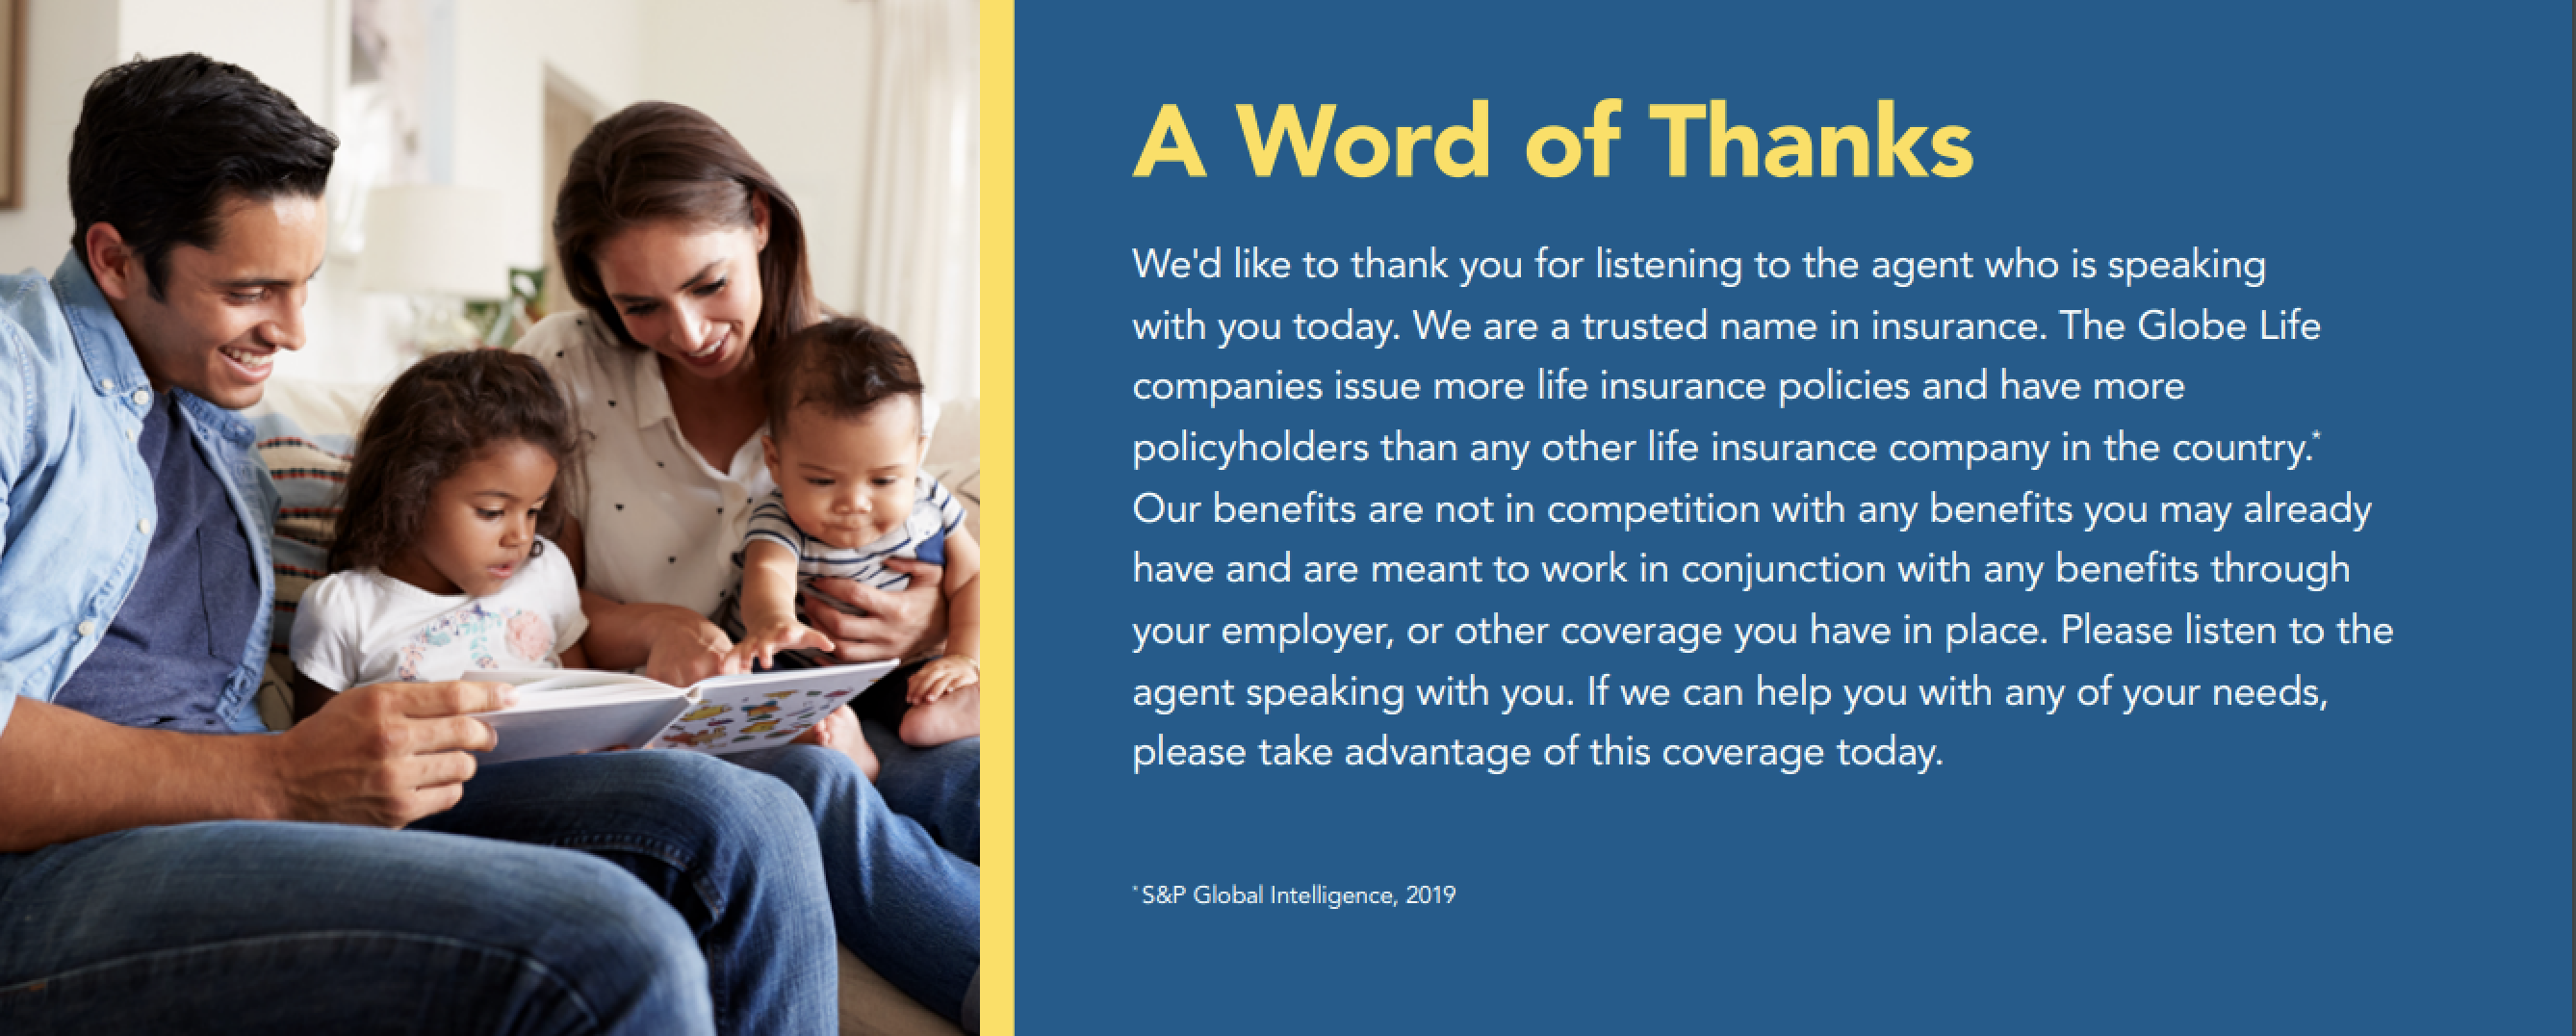 A Word of Thanks
We'd like to thank you for listening to the agent who is speaking
with you today. We are a trusted name in insurance. The Globe Life
companies issue more life insurance policies and have more
policyholders than any other life insurance company in the country.*
Our benefits are not in competition with any benefits you may already
have and are meant to work in conjunction with any benefits through
your employer, or other coverage you have in place. Please listen to the
agent speaking with you. If we can help you with any of your needs,
please take advantage of this coverage today.
*S&P Global Intelligence, 2019